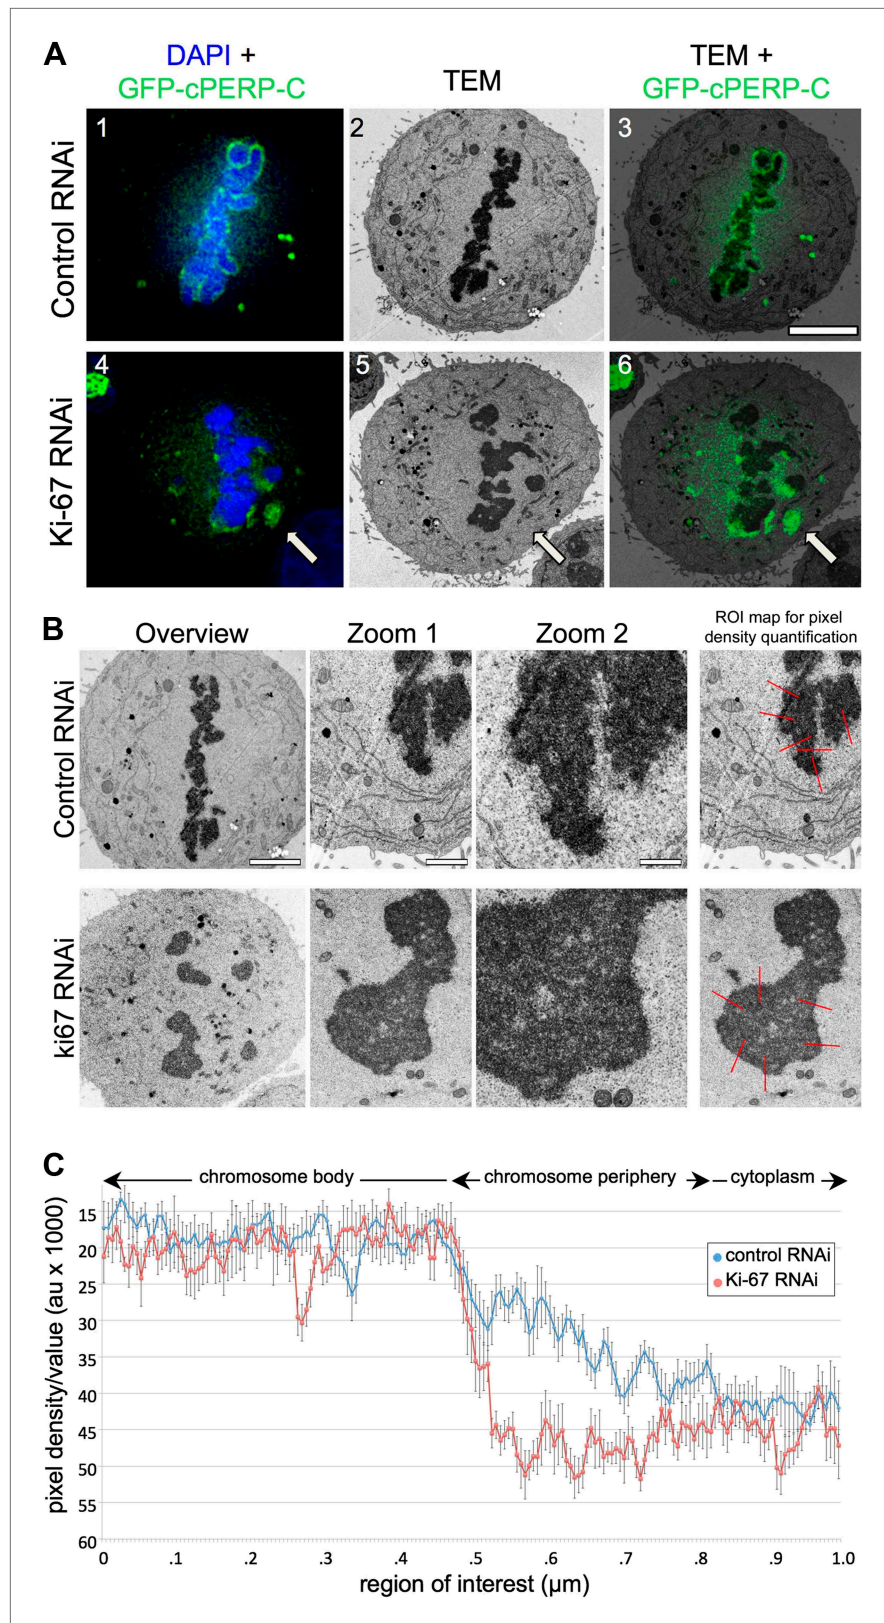 A
DAPI +
GFP-cPERP-C
TEM
TEM +
GFP-cPERP-C
Control RNAi
1
2
3
Ki-67 RNAi
4
5
6
B
Overview
Zoom 1
Zoom 2
ROI map for pixel
density quantification
Control RNAi
ki67 RNAi
C
chromosome body
chromosome periphery
cytoplasm
pixel density/value (au x 1000)
15
20
25
30
35
40
45
50
55
60
control RNAi
Ki-67 RNAi
0
.1
.2
.3
.4
.5
.6
.7
.8
.9
1.0
region of interest (µm)